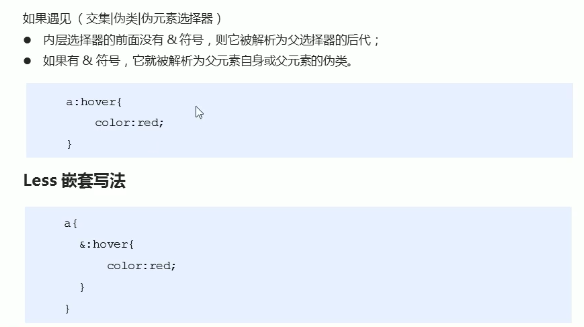 如果遇见（交集|伪类|伪元素选择器）
● 内层选择器的前面没有 & 符号，则它被解析为父选择器的后代；
● 如果有 & 符号，它就被解析为父元素自身或父元素的伪类。
a:hover{
color:red;
}
Less 嵌套写法
a{
&:hover{
color:red;
}
}